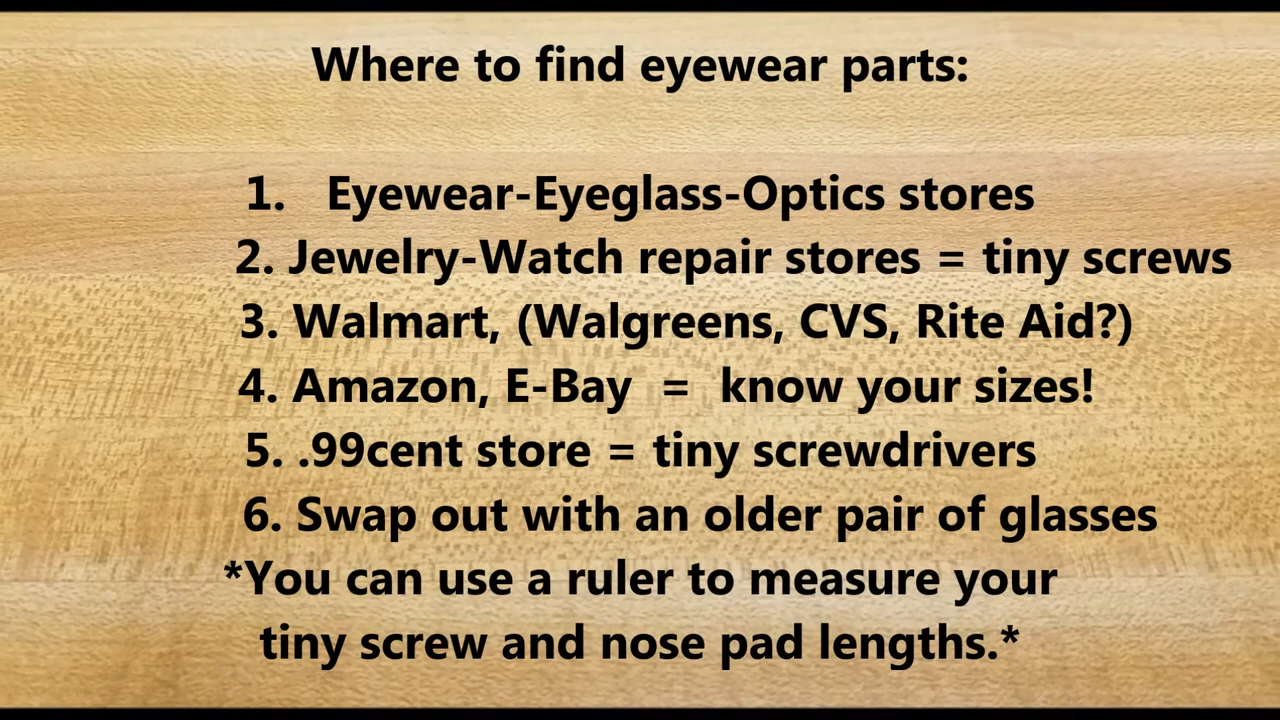 Where to find eyewear parts:
1. Eyewear-Eyeglass-Optics stores
2. Jewelry-Watch repair stores = tiny screws
3. Walmart, (Walgreens, CVS, Rite Aid?)
4. Amazon, E-Bay = know your sizes!
5. .99cent store = tiny screwdrivers
6. Swap out with an older pair of glasses
*You can use a ruler to measure your
tiny screw and nose pad lengths.*